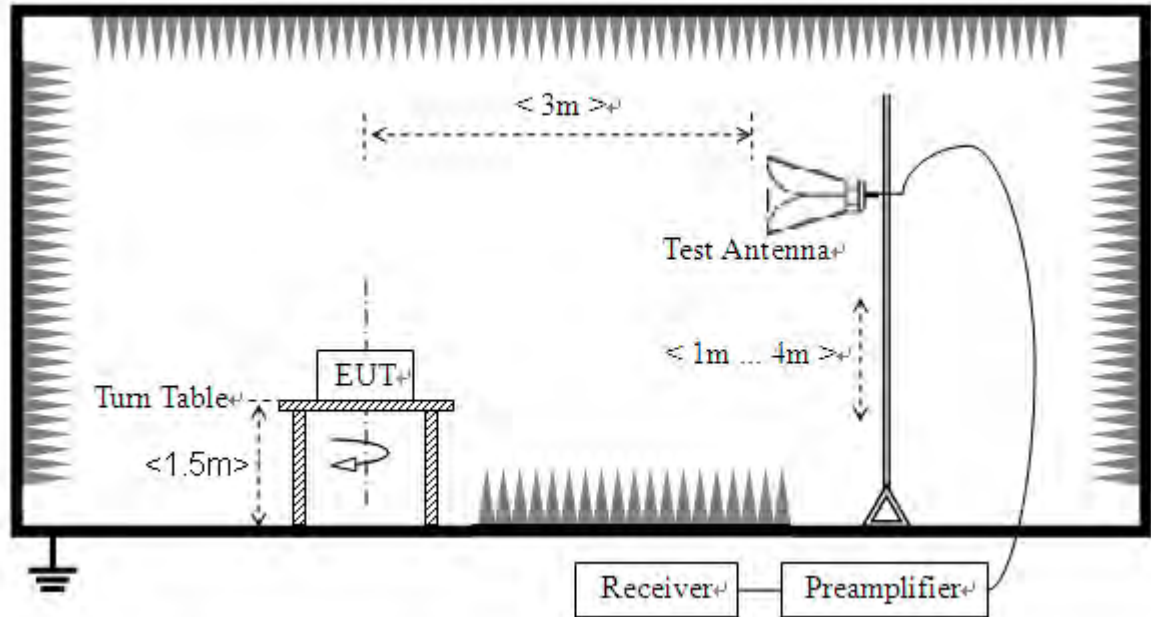 < 3m >
Test Antenna
< 1m ... 4m >
EUT
Turn Table
<1.5m>
Receiver
Preamplifier